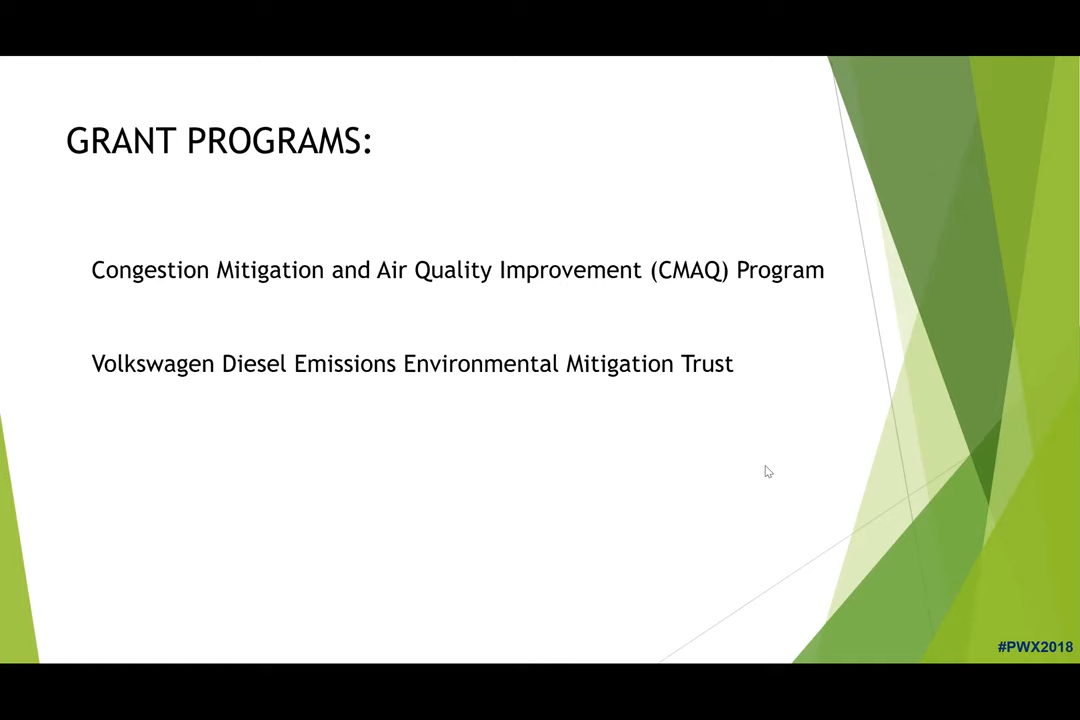 GRANT PROGRAMS:
Congestion Mitigation and Air Quality Improvement (CMAQ) Program
Volkswagen Diesel Emissions Environmental Mitigation Trust
#PWX2018